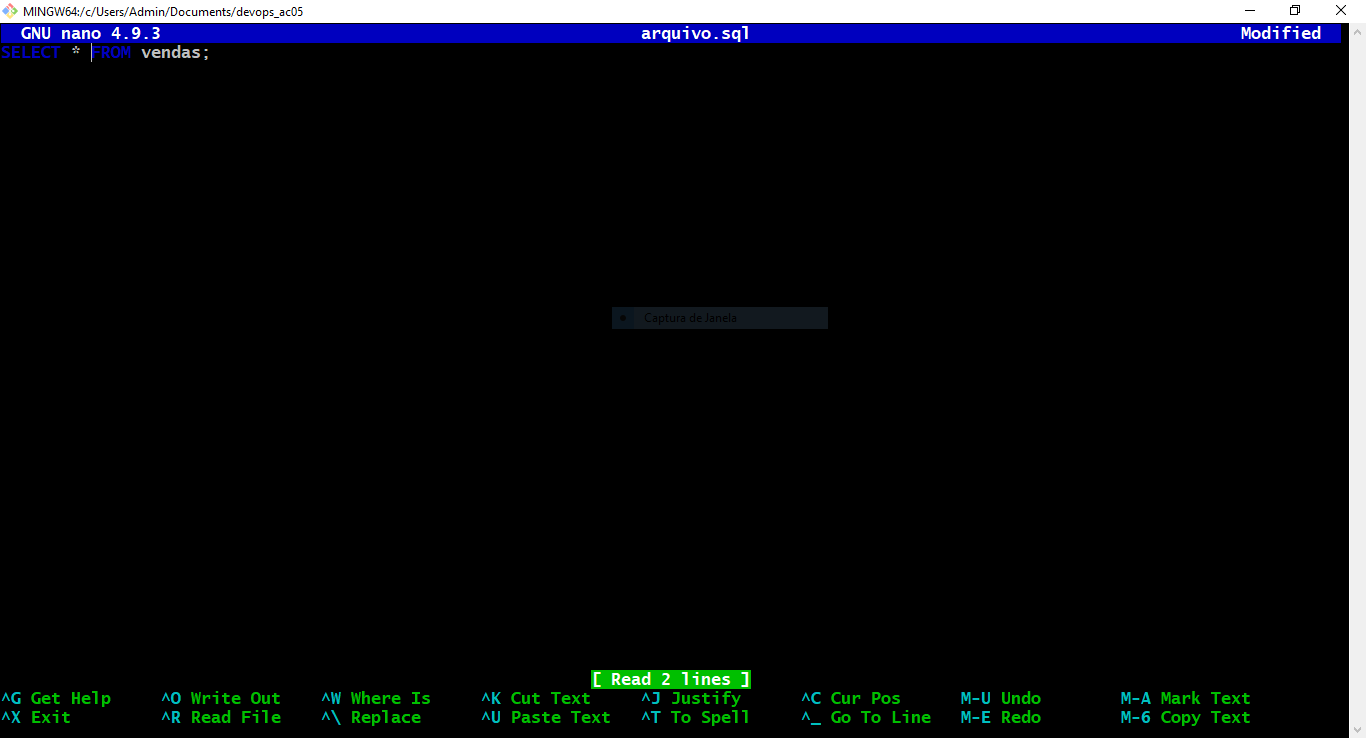 MINGW64:/c/Users/Admin/Documents/devops_ac05
GNU nano 4.9.3 arquivo.sql Modified
SELECT * FROM vendas;
Captura de Janela
[ Read 2 lines ]
^G Get Help ^O Write Out ^W Where Is ^K Cut Text ^J Justify ^C Cur Pos M-U Undo M-A Mark Text
^X Exit ^R Read File ^\ Replace ^U Paste Text ^T To Spell ^_ Go To Line M-E Redo M-6 Copy Text